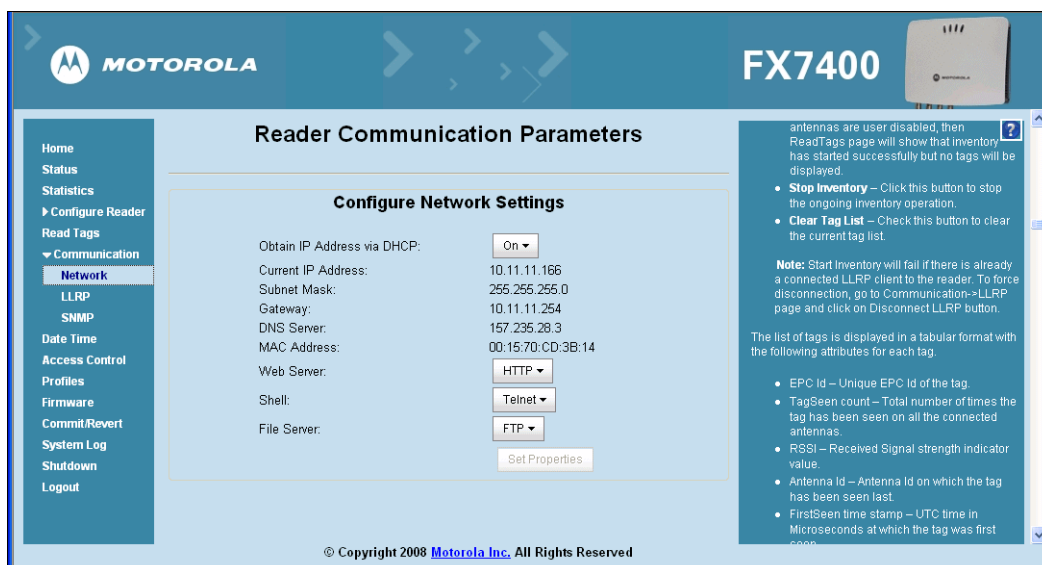 MOTOROLA
FX7400
Home
Status
Statistics
Configure Reader
Read Tags
Communication
Network
LLRP
SNMP
Date Time
Access Control
Profiles
Firmware
Commit/Revert
System Log
Shutdown
Logout
Reader Communication Parameters
Configure Network Settings
Obtain IP Address via DHCP: On
Current IP Address: 10.11.11.166
Subnet Mask: 255.255.255.0
Gateway: 10.11.11.254
DNS Server: 157.235.28.3
MAC Address: 00:15:70:CD:3B:14
Web Server: HTTP
Shell: Telnet
File Server: FTP
Set Properties
antennas are user disabled, then
ReadTags page will show that inventory
has started successfully but no tags will be
displayed.
• Stop Inventory – Click this button to stop
the ongoing inventory operation.
• Clear Tag List – Check this button to clear
the current tag list.
Note: Start Inventory will fail if there is already
a connected LLRP client to the reader. To force
disconnection, go to Communication->LLRP
page and click on Disconnect LLRP button.
The list of tags is displayed in a tabular format with
the following attributes for each tag.
• EPC Id – Unique EPC Id of the tag.
• TagSeen count – Total number of times the
tag has been seen on all the connected
antennas.
• RSSI – Received Signal strength indicator
value.
• Antenna Id – Antenna Id on which the tag
has been seen last.
• FirstSeen time stamp – UTC time in
Microseconds at which the tag was first
?
© Copyright 2008 Motorola Inc. All Rights Reserved